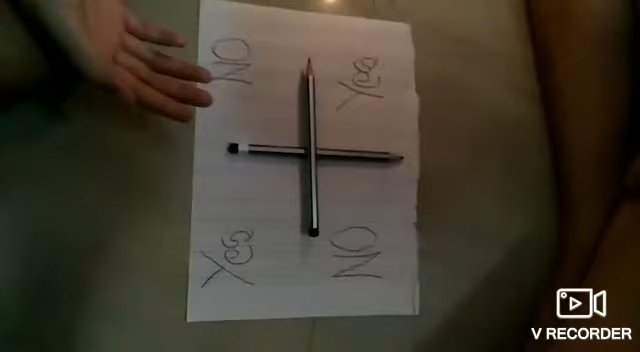 NO
Yes
Yes
NO
V RECORDER